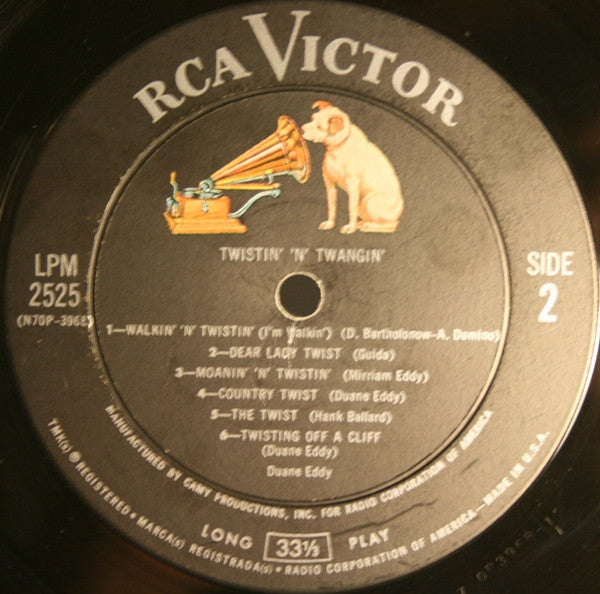 RCA VICTOR
TWISTIN' 'N' TWANGIN'
LPM
2525
(N70P-3968)
SIDE
2
1—WALKIN' 'N' TWISTIN' (I'm Walkin') (D. Bartholonow—A. Domino)
2—DEAR LADY TWIST (Guida)
3—MOANIN' 'N' TWISTIN' (Mirriam Eddy)
4—COUNTRY TWIST (Duane Eddy)
5—THE TWIST (Hank Ballard)
6—TWISTING OFF A CLIFF
(Duane Eddy)
Duane Eddy
MANUFACTURED BY CAMY PRODUCTIONS, INC. FOR RADIO CORPORATION OF AMERICA
LONG 33⅓ PLAY
TMK(s) ® REGISTERED • MARCA(s) REGISTRADA(s) • RADIO CORPORATION OF AMERICA—MADE IN U.S.A.